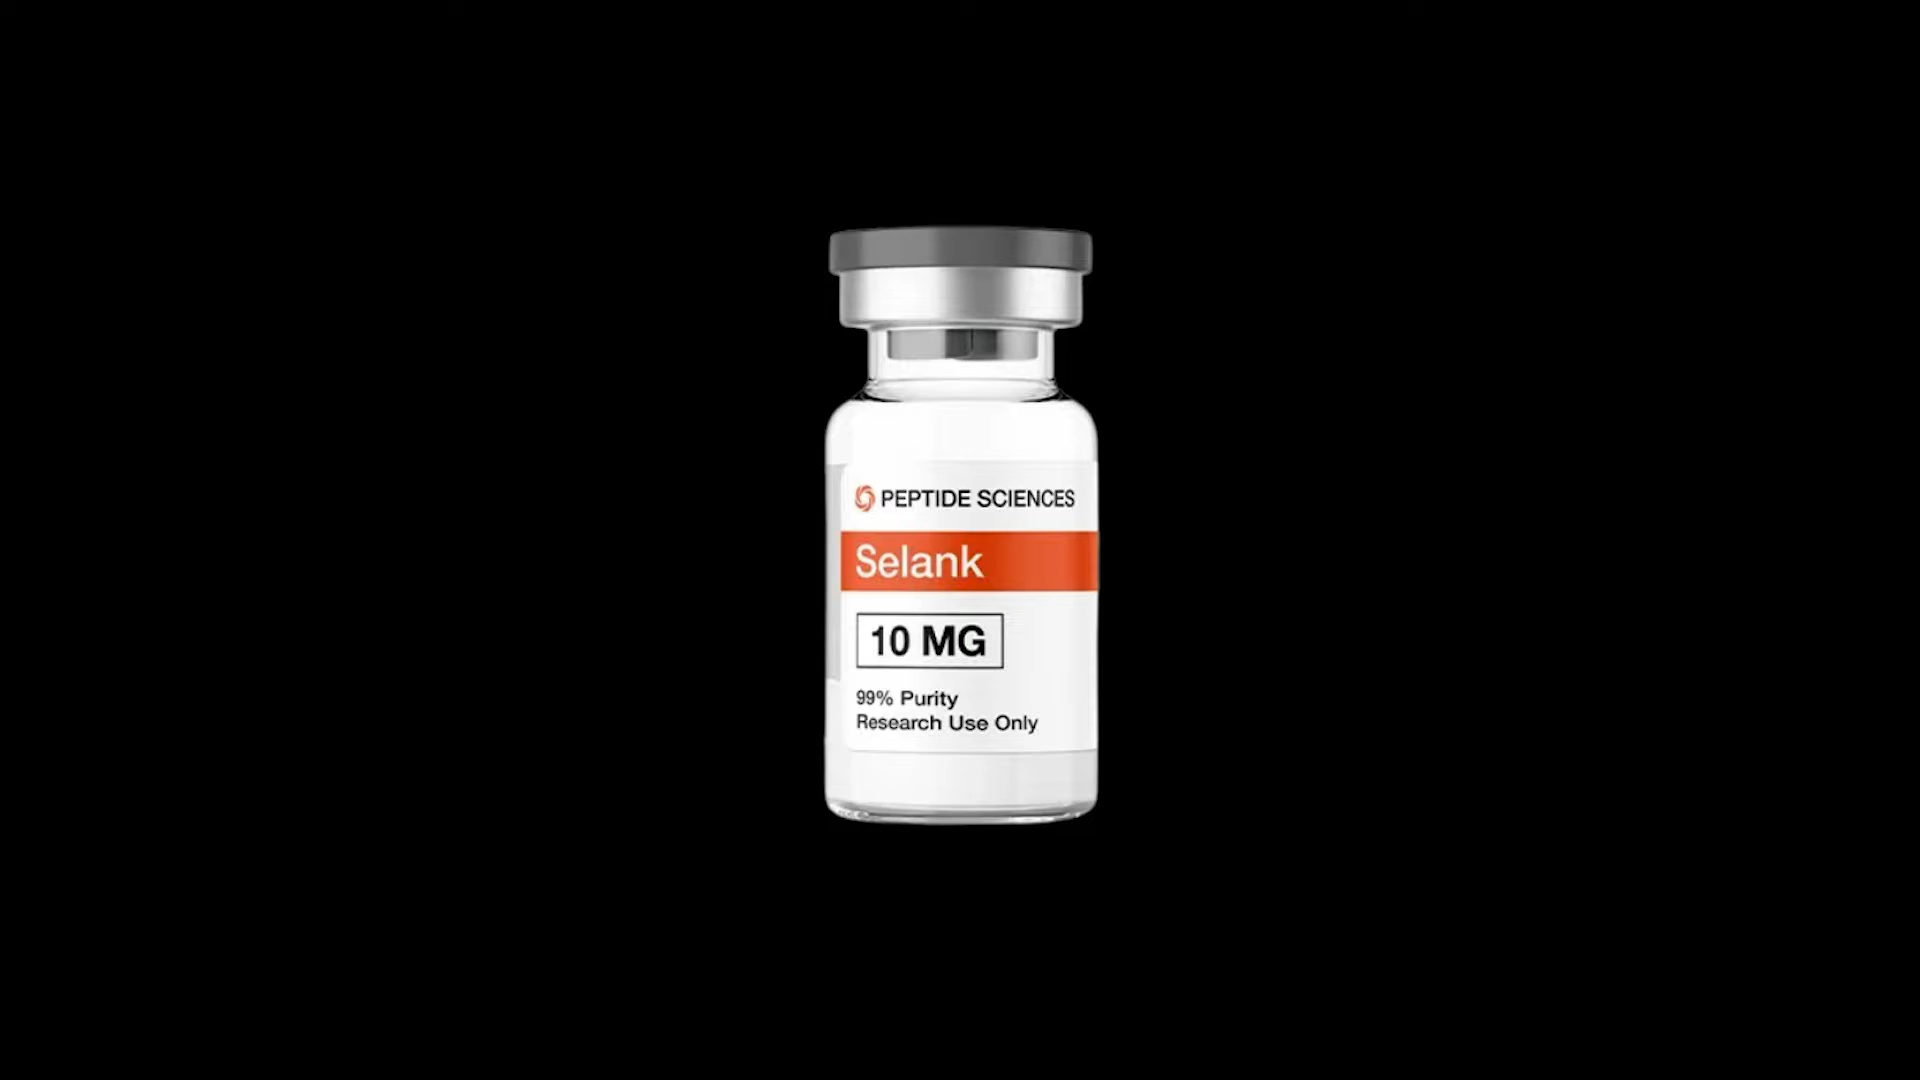 PEPTIDE SCIENCES
Selank
10 MG
99% Purity
Research Use Only